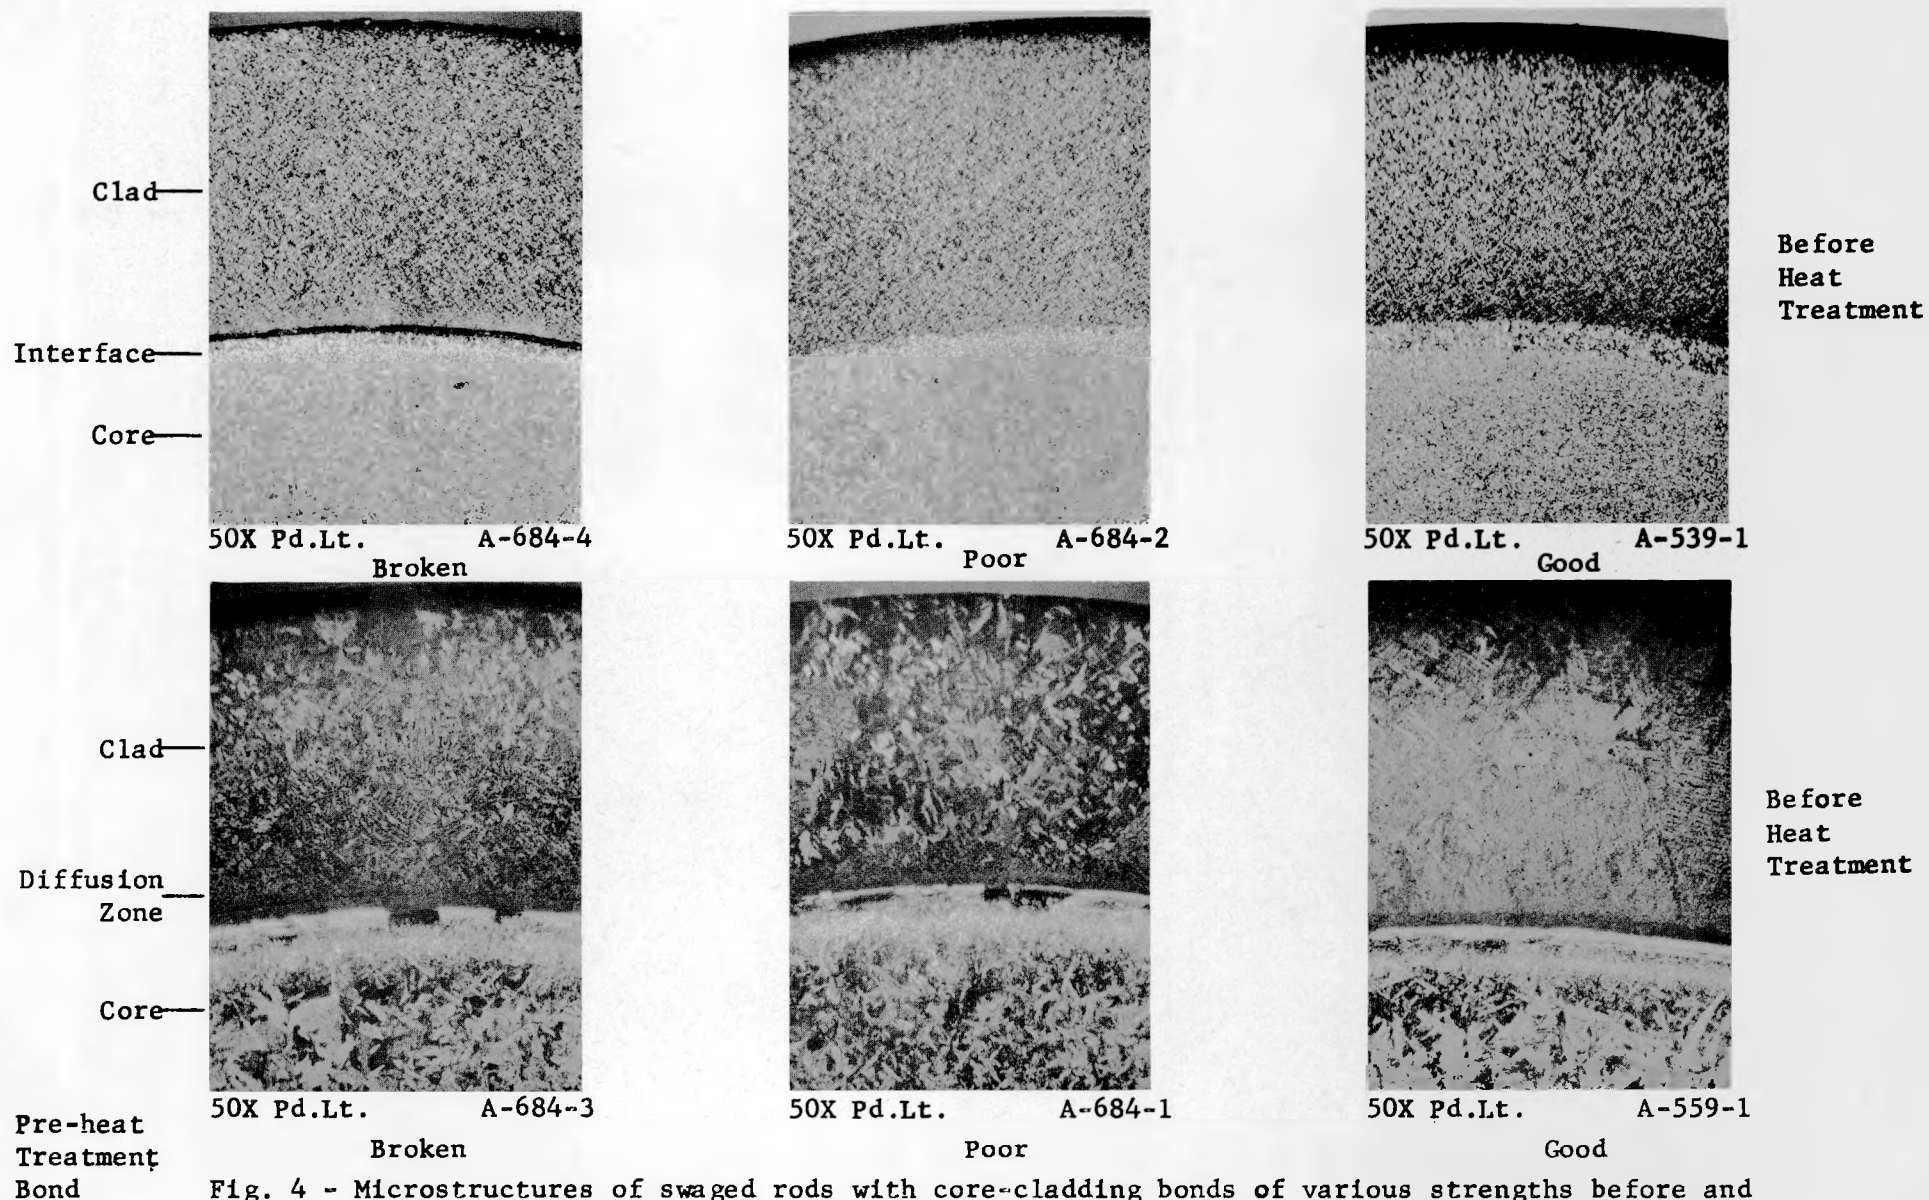 Clad
Interface
Core
Before
Heat
Treatment
50X Pd.Lt. A-684-4
Broken
50X Pd.Lt. A-684-2
Poor
50X Pd.Lt. A-539-1
Good
Clad
Diffusion
Zone
Core
Before
Heat
Treatment
50X Pd.Lt. A-684-3
Broken
50X Pd.Lt. A-684-1
Poor
50X Pd.Lt. A-559-1
Good
Pre-heat
Treatment
Bond
Fig. 4 - Microstructures of swaged rods with core-cladding bonds of various strengths before and